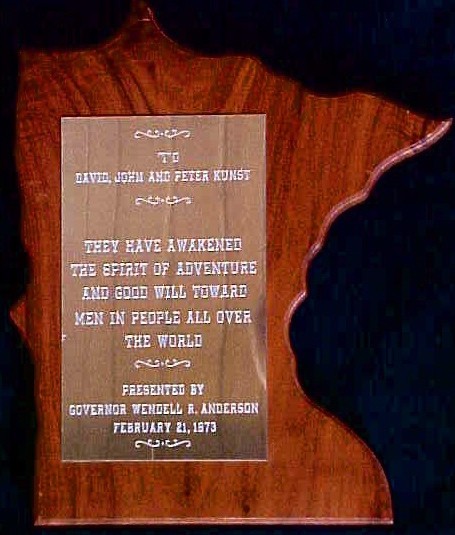 TO
DAVID, JOHN AND PETER KUNST
THEY HAVE AWAKENED
THE SPIRIT OF ADVENTURE
AND GOOD WILL TOWARD
MEN IN PEOPLE ALL OVER
THE WORLD
PRESENTED BY
GOVERNOR WENDELL R. ANDERSON
FEBRUARY 21, 1973